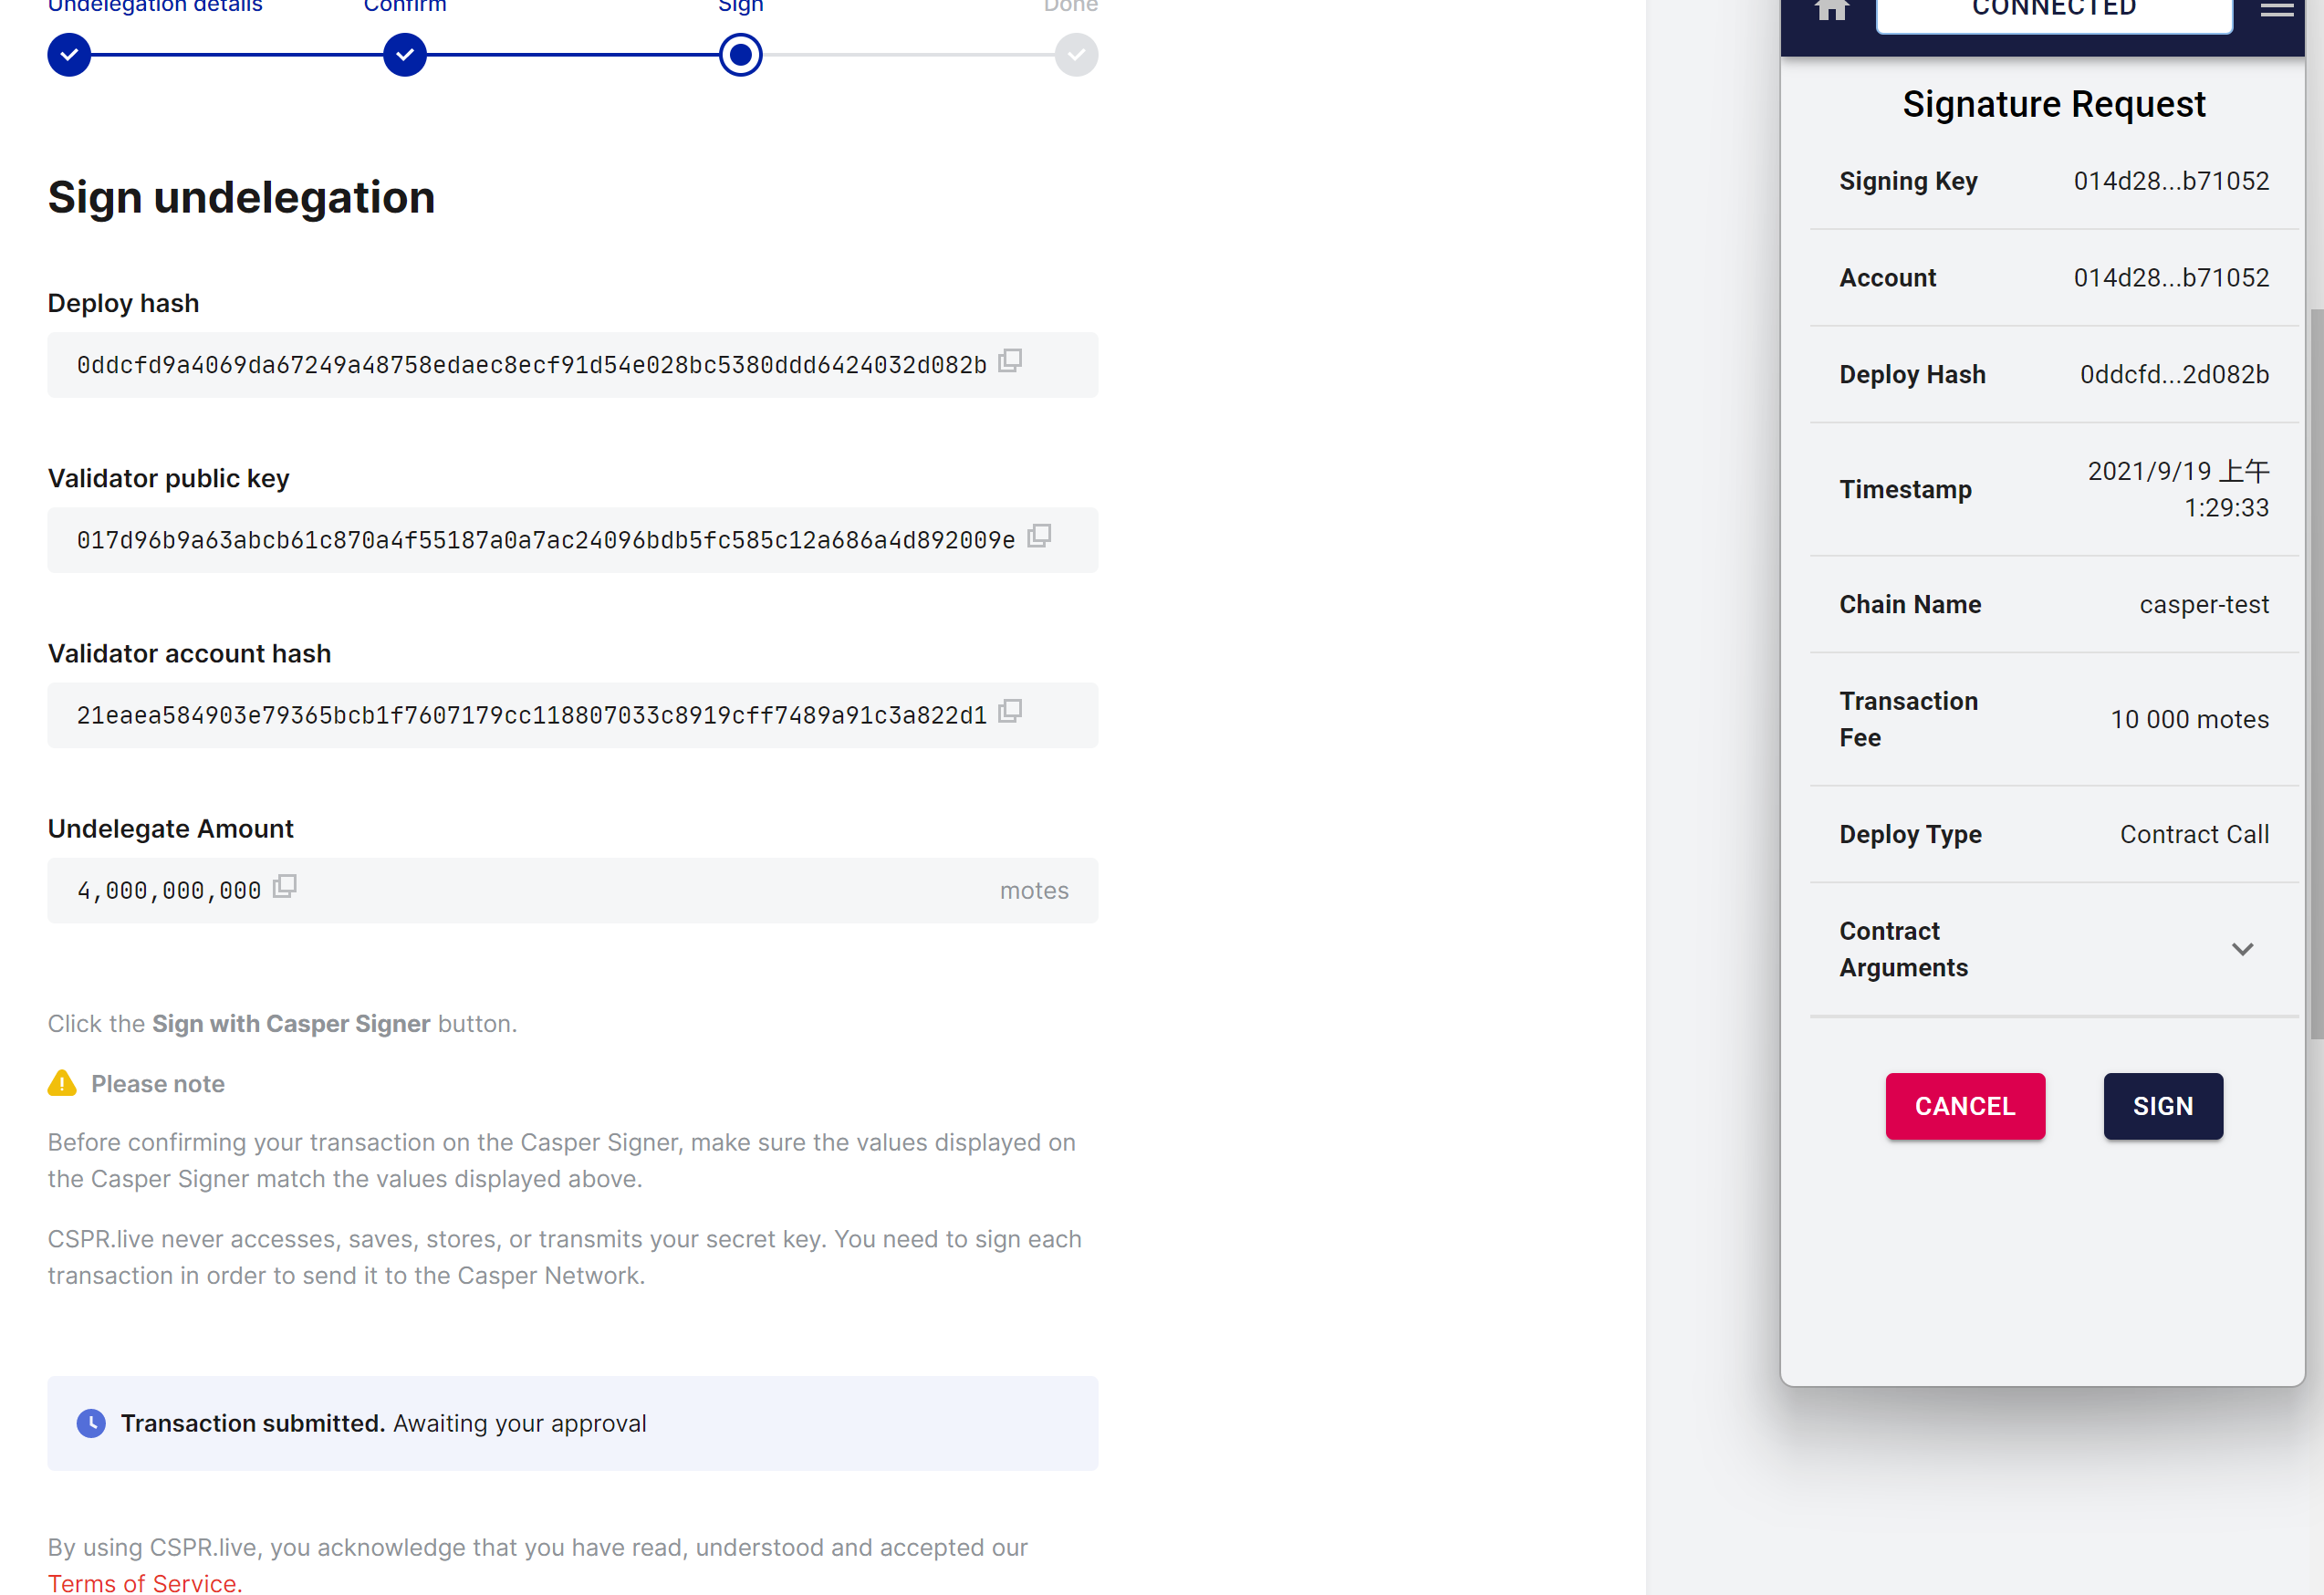 Undelegation details
Confirm
Sign
Done
Sign undelegation
Deploy hash
0ddcfd9a4069da67249a48758edaec8ecf91d54e028bc5380ddd6424032d082b
Validator public key
017d96b9a63abcb61c870a4f55187a0a7ac24096bdb5fc585c12a686a4d892009e
Validator account hash
21eaea584903e79365bcb1f7607179cc118807033c8919cff7489a91c3a822d1
Undelegate Amount
4,000,000,000 motes
Click the Sign with Casper Signer button.
Please note
Before confirming your transaction on the Casper Signer, make sure the values displayed on
the Casper Signer match the values displayed above.
CSPR.live never accesses, saves, stores, or transmits your secret key. You need to sign each
transaction in order to send it to the Casper Network.
Transaction submitted. Awaiting your approval
By using CSPR.live, you acknowledge that you have read, understood and accepted our
Terms of Service.
CONNECTED
Signature Request
Signing Key 014d28...b71052
Account 014d28...b71052
Deploy Hash 0ddcfd...2d082b
Timestamp 2021/9/19 上午
1:29:33
Chain Name casper-test
Transaction
Fee 10 000 motes
Deploy Type Contract Call
Contract
Arguments
CANCEL SIGN